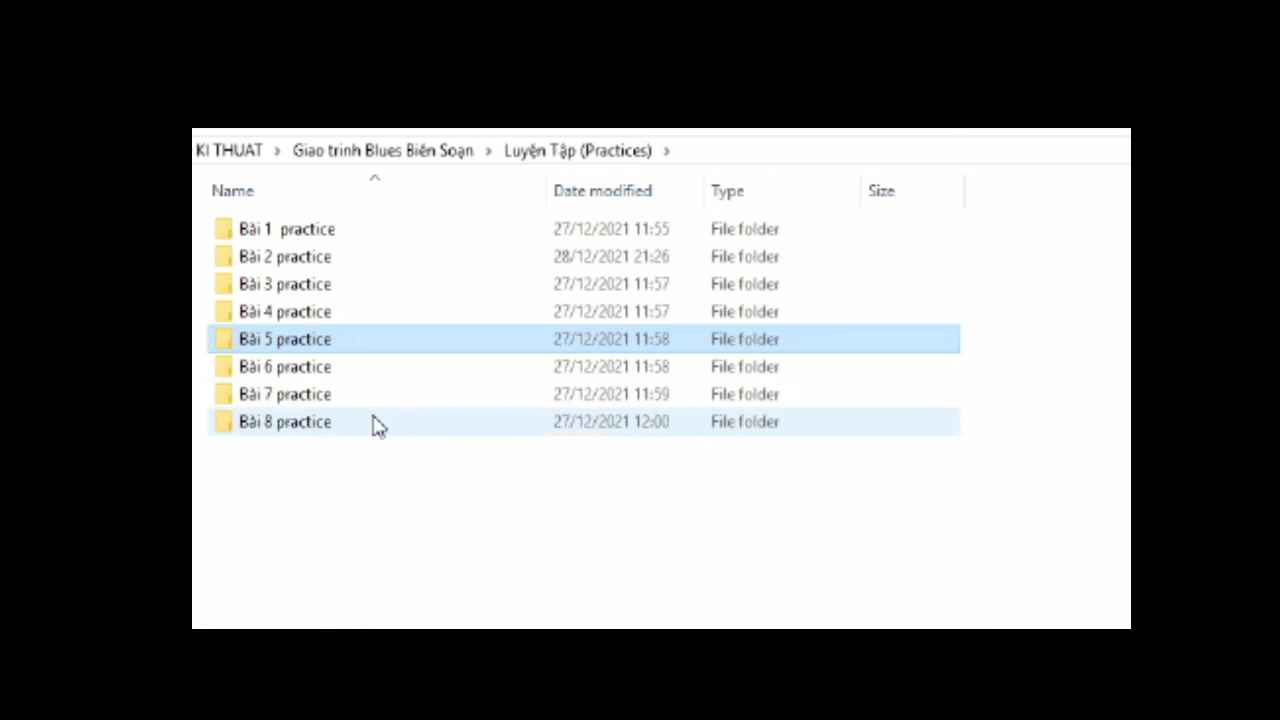 KI THUAT › Giao trinh Blues Biên Soạn › Luyện Tập (Practices) ›
Name Date modified Type Size
Bài 1  practice 27/12/2021 11:55 File folder
Bài 2 practice 28/12/2021 21:26 File folder
Bài 3 practice 27/12/2021 11:57 File folder
Bài 4 practice 27/12/2021 11:57 File folder
Bài 5 practice 27/12/2021 11:58 File folder
Bài 6 practice 27/12/2021 11:58 File folder
Bài 7 practice 27/12/2021 11:59 File folder
Bài 8 practice 27/12/2021 12:00 File folder